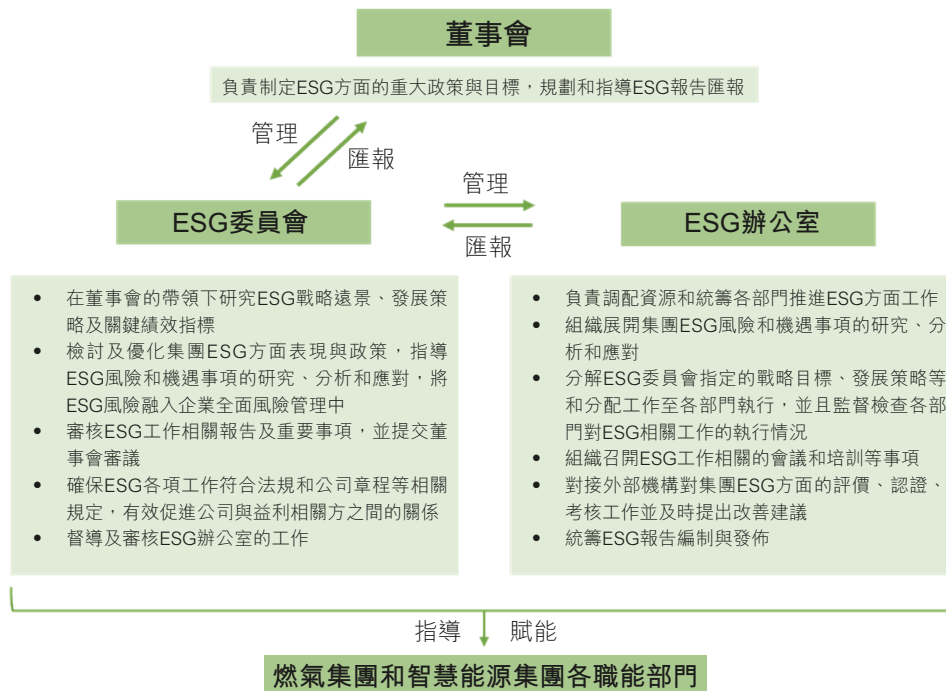 董事會
負責制定ESG方面的重大政策與目標，規劃和指導ESG報告匯報
管理
匯報
管理
匯報
ESG委員會
ESG辦公室
• 在董事會的帶領下研究ESG戰略遠景、發展策
略及關鍵績效指標
• 檢討及優化集團ESG方面表現與政策，指導
ESG風險和機遇事項的研究、分析和應對，將
ESG風險融入企業全面風險管理中
• 審核ESG工作相關報告及重要事項，並提交董
事會審議
• 確保ESG各項工作符合法規和公司章程等相關
規定，有效促進公司與益利相關方之間的關係
• 督導及審核ESG辦公室的工作
• 負責調配資源和統籌各部門推進ESG方面工作
• 組織展開集團ESG風險和機遇事項的研究、分
析和應對
• 分解ESG委員會指定的戰略目標、發展策略等
和分配工作至各部門執行，並且監督檢查各部
門對ESG相關工作的執行情況
• 組織召開ESG工作相關的會議和培訓等事項
• 對接外部機構對集團ESG方面的評價、認證、
考核工作並及時提出改善建議
• 統籌ESG報告編制與發佈
指導 賦能
燃氣集團和智慧能源集團各職能部門